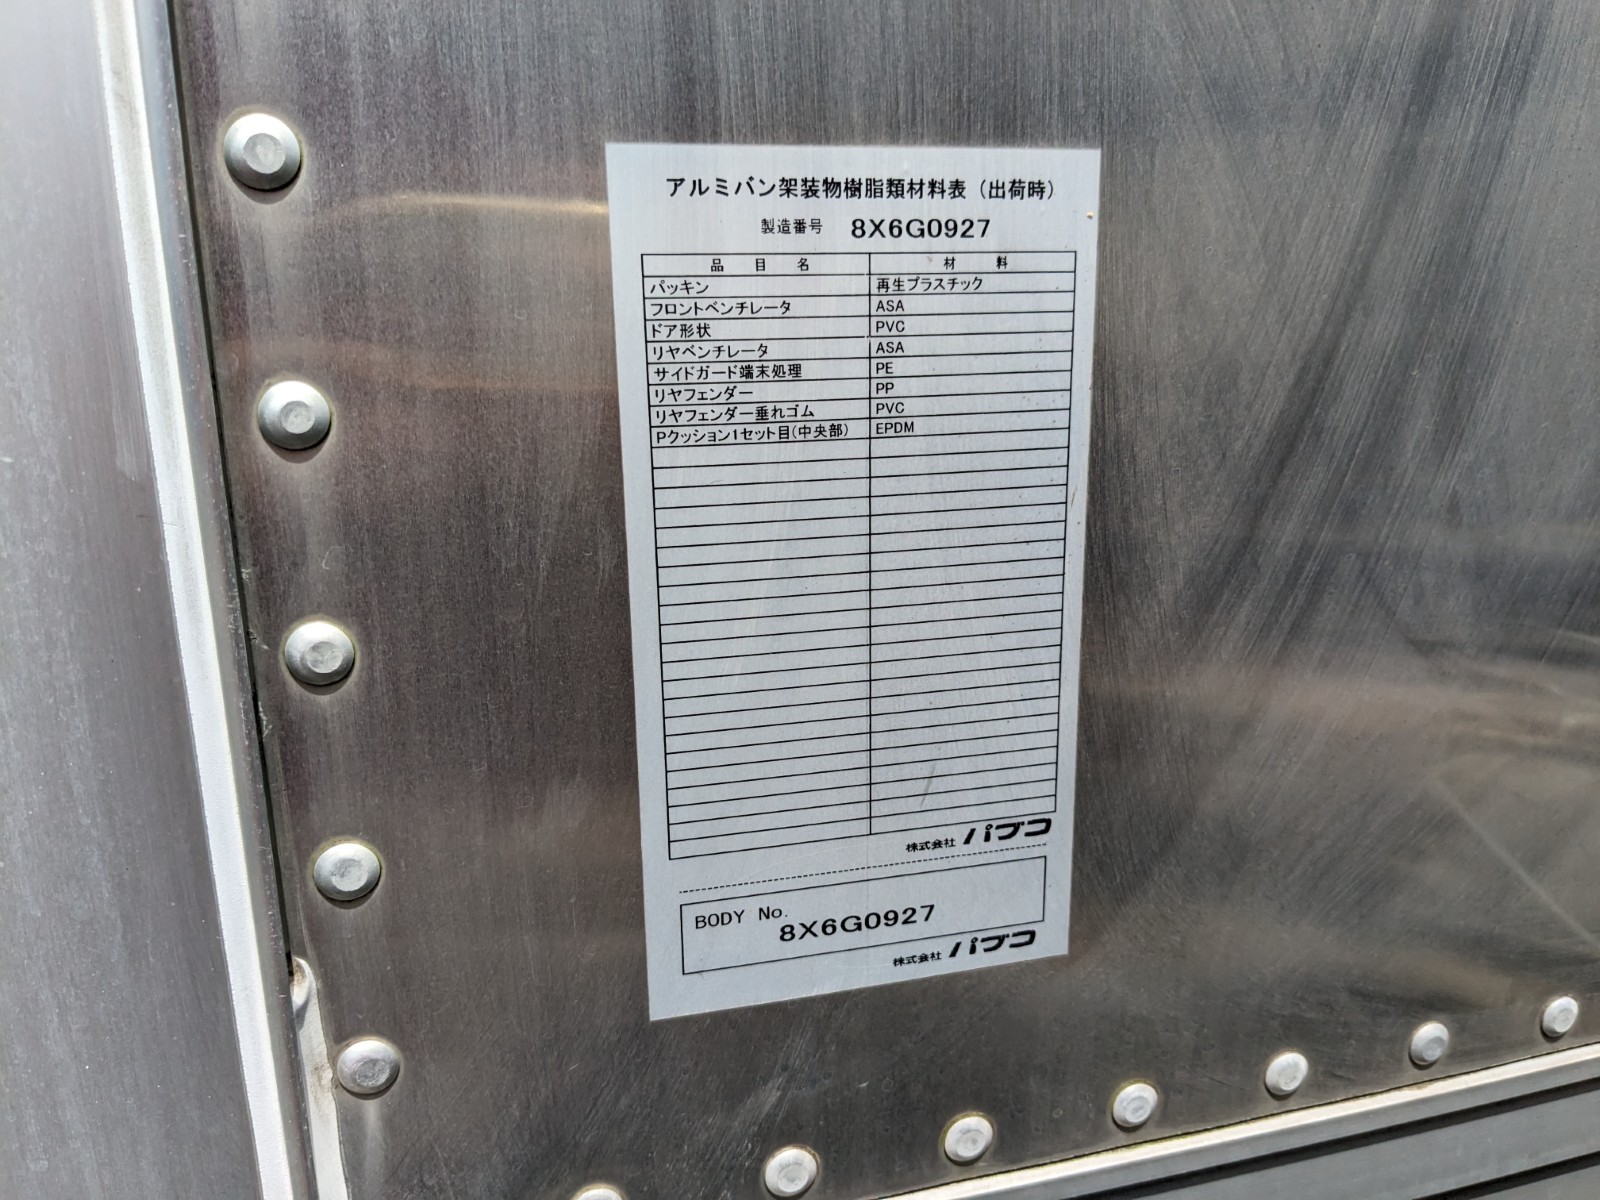 アルミバン架装物樹脂類材料表（出荷時）
製造番号 8X6G0927
品目名 材料
パッキン 再生プラスチック
フロントベンチレータ ASA
ドア形状 PVC
リヤベンチレータ ASA
サイドガード端末処理 PE
リヤフェンダー PP
リヤフェンダー垂れゴム PVC
Pクッション1セット目(中央部) EPDM
株式会社 パブコ
BODY No.
8X6G0927
株式会社 パブコ